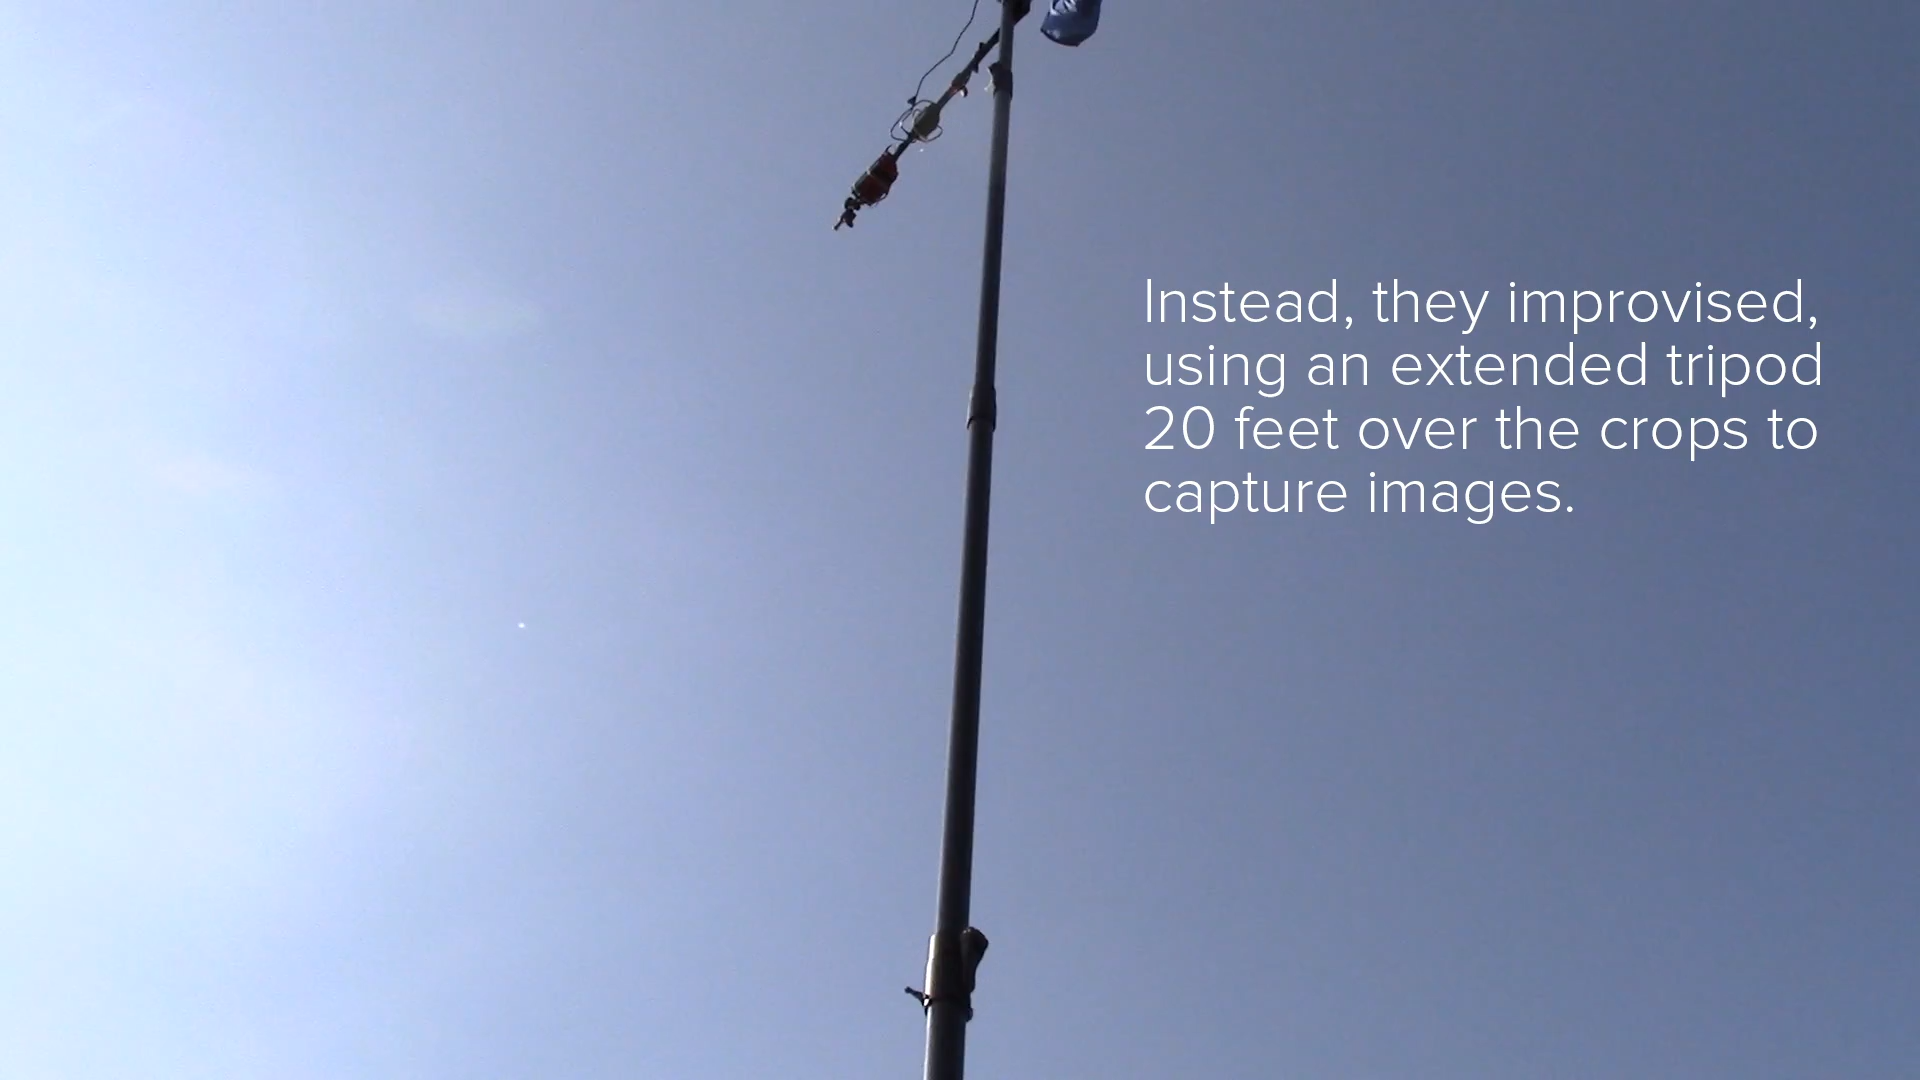 Instead, they improvised,
using an extended tripod
20 feet over the crops to
capture images.